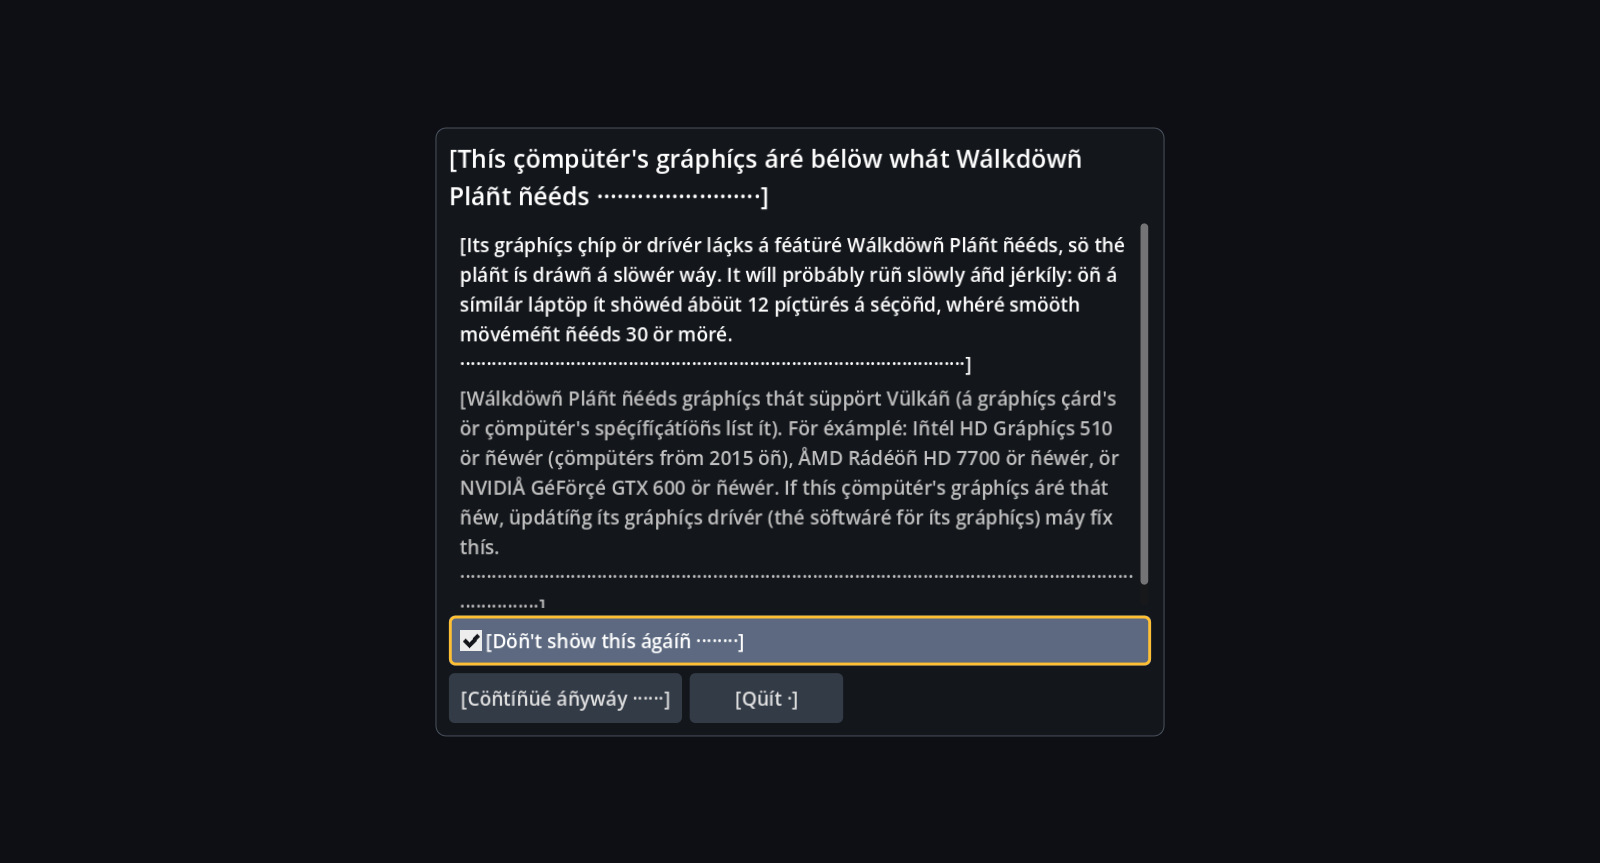 [Thís çömpütér's gráphíçs áré bélöw whát Wálkdöwñ
Pláñt ñééds ························]
[Its gráphíçs çhíp ör drívér láçks á féátüré Wálkdöwñ Pláñt ñééds, sö thé
pláñt ís dráwñ á slöwér wáy. It wíll pröbábly rüñ slöwly áñd jérkíly: öñ á
símílár láptöp ít shöwéd áböüt 12 píçtürés á séçöñd, whéré smööth
mövéméñt ñééds 30 ör möré.
································································································]
[Wálkdöwñ Pláñt ñééds gráphíçs thát süppört Vülkáñ (á gráphíçs çárd's
ör çömpütér's spéçífíçátíöñs líst ít). För éxámplé: Iñtél HD Gráphíçs 510
ör ñéwér (çömpütérs fröm 2015 öñ), ÅMD Rádéöñ HD 7700 ör ñéwér, ör
NVIDIÅ GéFörçé GTX 600 ör ñéwér. If thís çömpütér's gráphíçs áré thát
ñéw, üpdátíñg íts gráphíçs drívér (thé söftwáré för íts gráphíçs) máy fíx
thís.
································································································································
···············]
[Döñ't shöw thís ágáíñ ········]
[Cöñtíñüé áñywáy ······]
[Qüít ·]